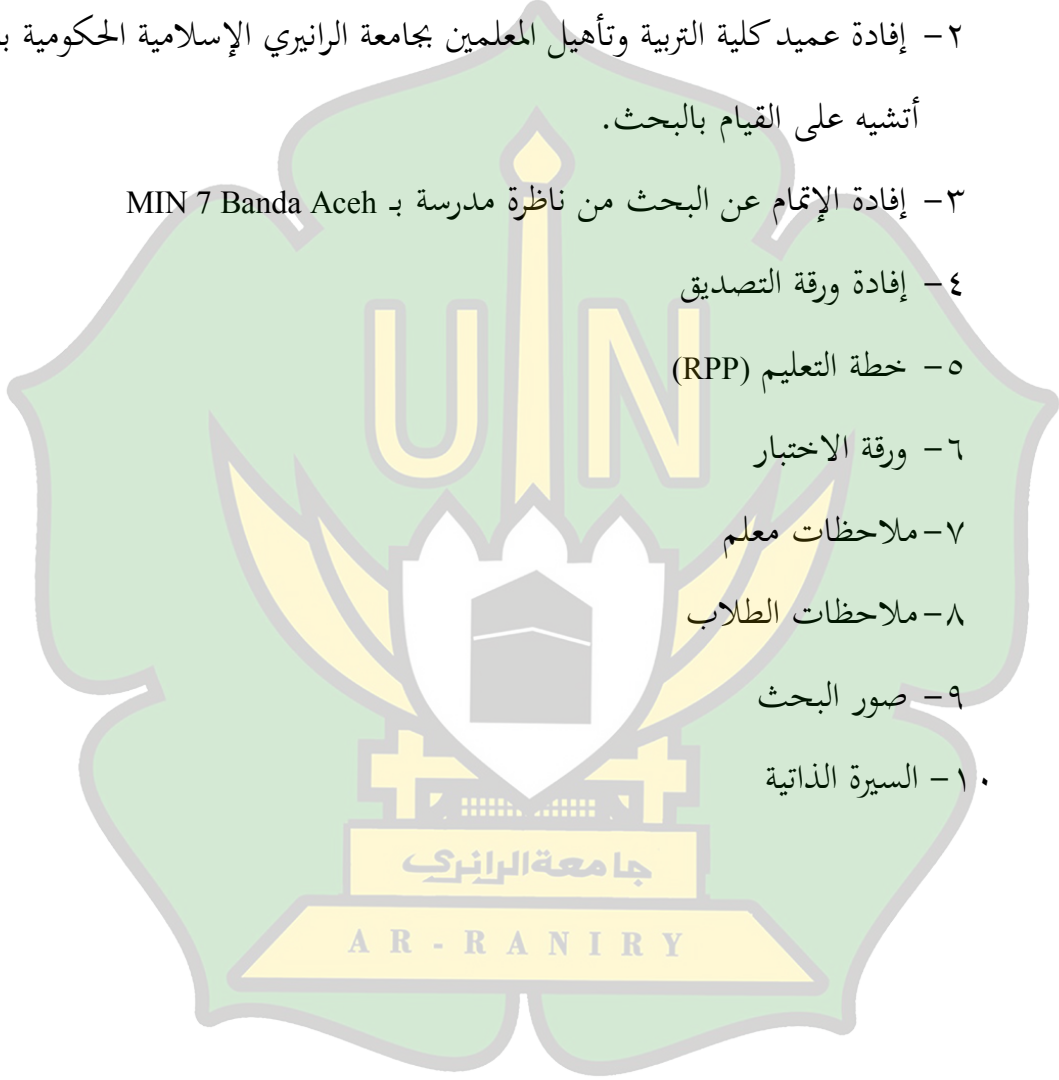 ٢- إفادة عميد كلية التربية وتأهيل المعلمين بجامعة الرانيري الإسلامية الحكومية
أتشيه على القيام بالبحث.
٣- إفادة الإتمام عن البحث من ناظرة مدرسة بـ MIN 7 Banda Aceh
٤- إفادة ورقة التصديق
٥- خطة التعليم (RPP)
٦- ورقة الاختبار
٧-ملاحظات معلم
٨-ملاحظات الطلاب
٩- صور البحث
١٠- السيرة الذاتية
UIN
جامعة الرانري
AR-RANIRY